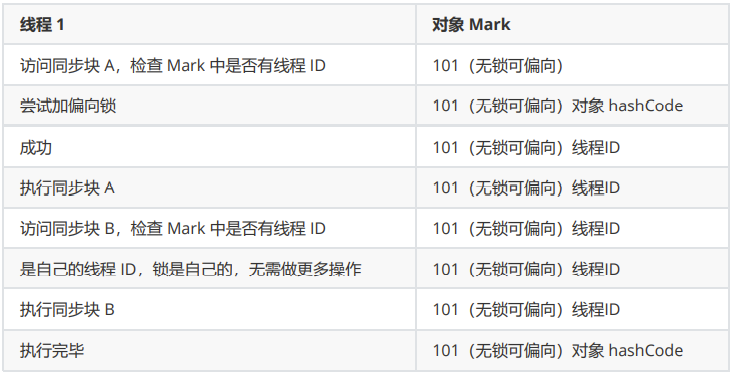 线程 1	对象 Mark
访问同步块 A，检查 Mark 中是否有线程 ID	101（无锁可偏向）
尝试加偏向锁	101（无锁可偏向）对象 hashCode
成功	101（无锁可偏向）线程ID
执行同步块 A	101（无锁可偏向）线程ID
访问同步块 B，检查 Mark 中是否有线程 ID	101（无锁可偏向）线程ID
是自己的线程 ID，锁是自己的，无需做更多操作	101（无锁可偏向）线程ID
执行同步块 B	101（无锁可偏向）线程ID
执行完毕	101（无锁可偏向）对象 hashCode